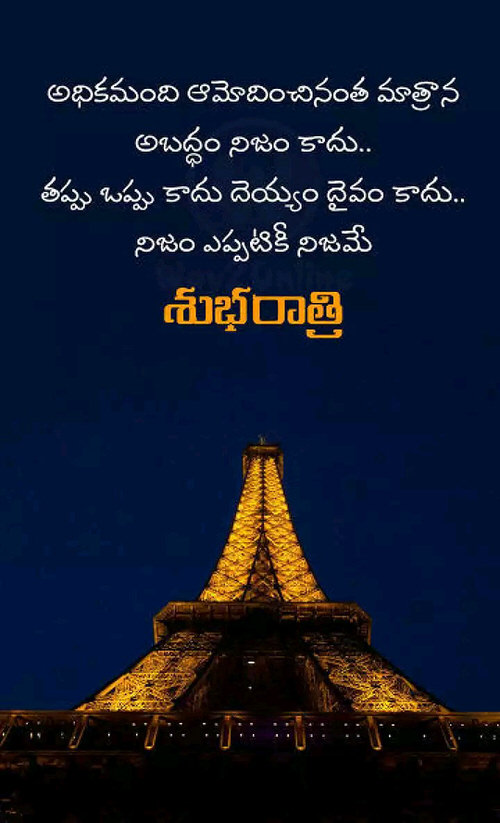 అధికమంది ఆమోదించినంత మాత్రాన
అబద్ధం నిజం కాదు..
తప్పు ఒప్పు కాదు దెయ్యం దైవం కాదు..
నిజం ఎప్పటికీ నిజమే
శుభరాత్రి